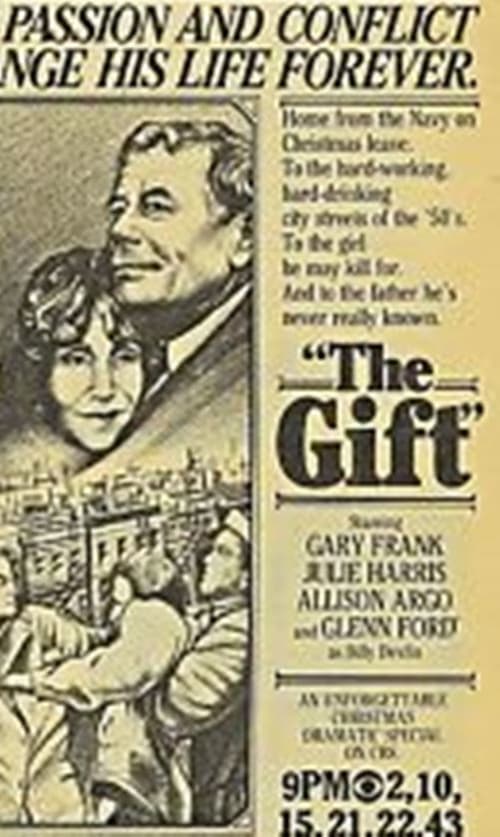 PASSION AND CONFLICT
NGE HIS LIFE FOREVER.
Home from the Navy on
Christmas leave.
To the hard-working,
hard-drinking
city streets of the '50's.
To the girl
he may kill for.
And to the father he's
never really known.
"The
Gift"
Starring
GARY FRANK
JULIE HARRIS
ALLISON ARGO
and GLENN FORD
as Billy Devlin
AN UNFORGETTABLE
CHRISTMAS
DRAMATIC SPECIAL
ON CBS
9PM 2,10,
15,21,22,43